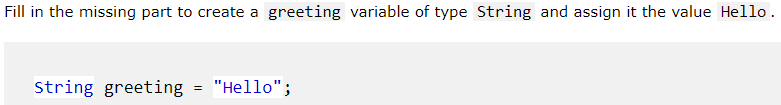 Fill in the missing part to create a greeting variable of type String and assign it the value Hello.
String greeting = "Hello";